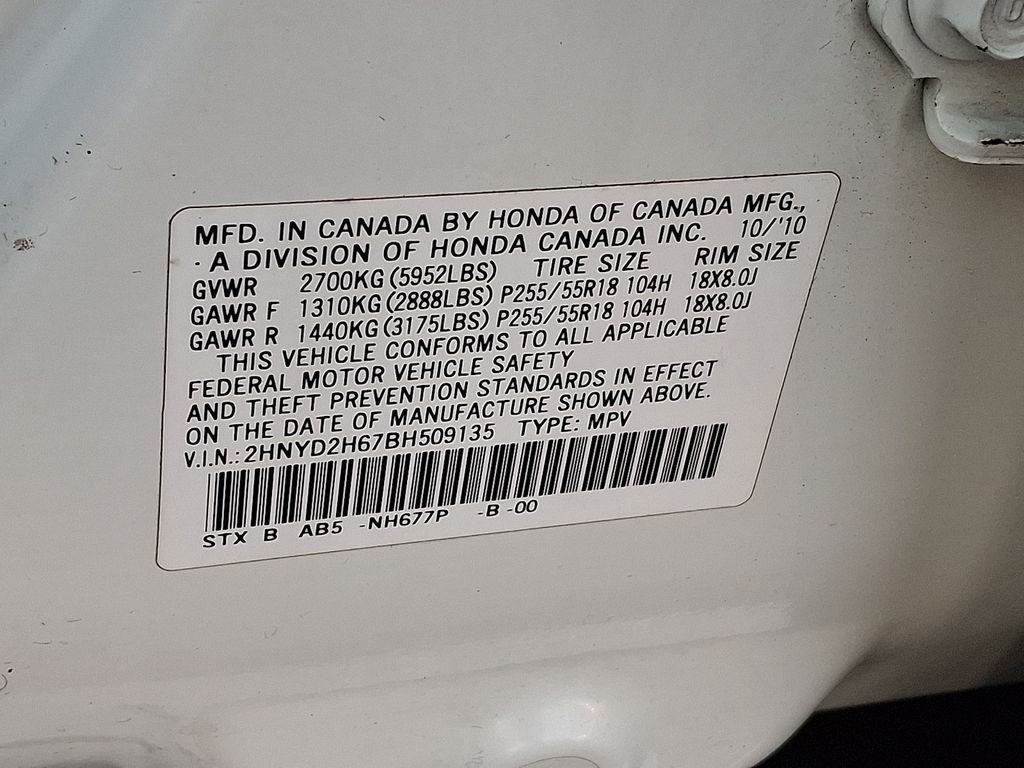 MFD. IN CANADA BY HONDA OF CANADA MFG.,
· A DIVISION OF HONDA CANADA INC. 10/'10
GVWR 2700KG (5952LBS) TIRE SIZE RIM SIZE
GAWR F 1310KG (2888LBS) P255/55R18 104H 18X8.0J
GAWR R 1440KG (3175LBS) P255/55R18 104H 18X8.0J
THIS VEHICLE CONFORMS TO ALL APPLICABLE
FEDERAL MOTOR VEHICLE SAFETY
AND THEFT PREVENTION STANDARDS IN EFFECT
ON THE DATE OF MANUFACTURE SHOWN ABOVE.
V.I.N.: 2HNYD2H67BH509135 TYPE: MPV
STX B AB5 -NH677P -B -00